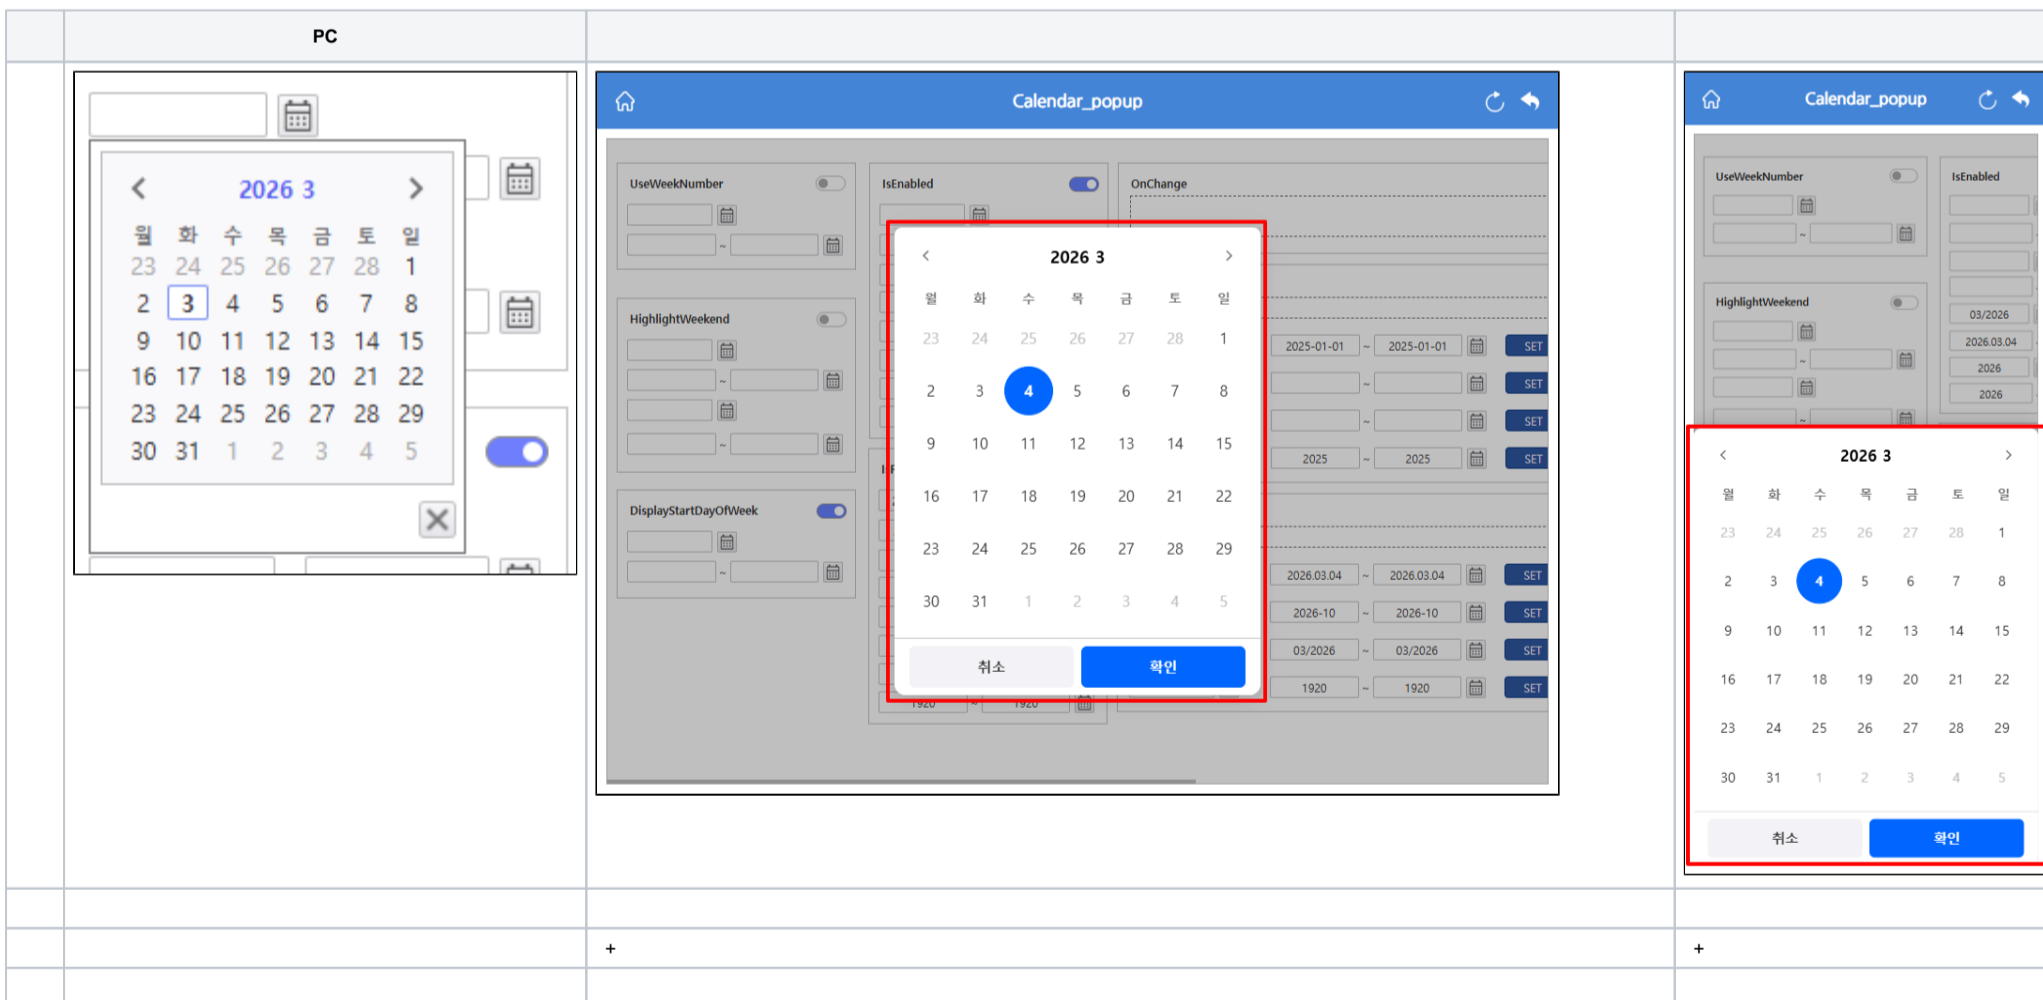 PC
2026 3
월 화 수 목 금 토 일
23 24 25 26 27 28 1
2 3 4 5 6 7 8
9 10 11 12 13 14 15
16 17 18 19 20 21 22
23 24 25 26 27 28 29
30 31 1 2 3 4 5
Calendar_popup
UseWeekNumber
~
HighlightWeekend
~
~
DisplayStartDayOfWeek
~
IsEnabled
1920 ~ 1920
OnChange
2025-01-01 ~ 2025-01-01 SET
~ SET
~ SET
2025 ~ 2025 SET
2026.03.04 ~ 2026.03.04 SET
2026-10 ~ 2026-10 SET
03/2026 ~ 03/2026 SET
1920 ~ 1920 SET
2026 3
월 화 수 목 금 토 일
23 24 25 26 27 28 1
2 3 4 5 6 7 8
9 10 11 12 13 14 15
16 17 18 19 20 21 22
23 24 25 26 27 28 29
30 31 1 2 3 4 5
취소 확인
Calendar_popup
UseWeekNumber
~
HighlightWeekend
~
~
IsEnabled
03/2026
2026.03.04
2026
2026
2026 3
월 화 수 목 금 토 일
23 24 25 26 27 28 1
2 3 4 5 6 7 8
9 10 11 12 13 14 15
16 17 18 19 20 21 22
23 24 25 26 27 28 29
30 31 1 2 3 4 5
취소 확인
+ +